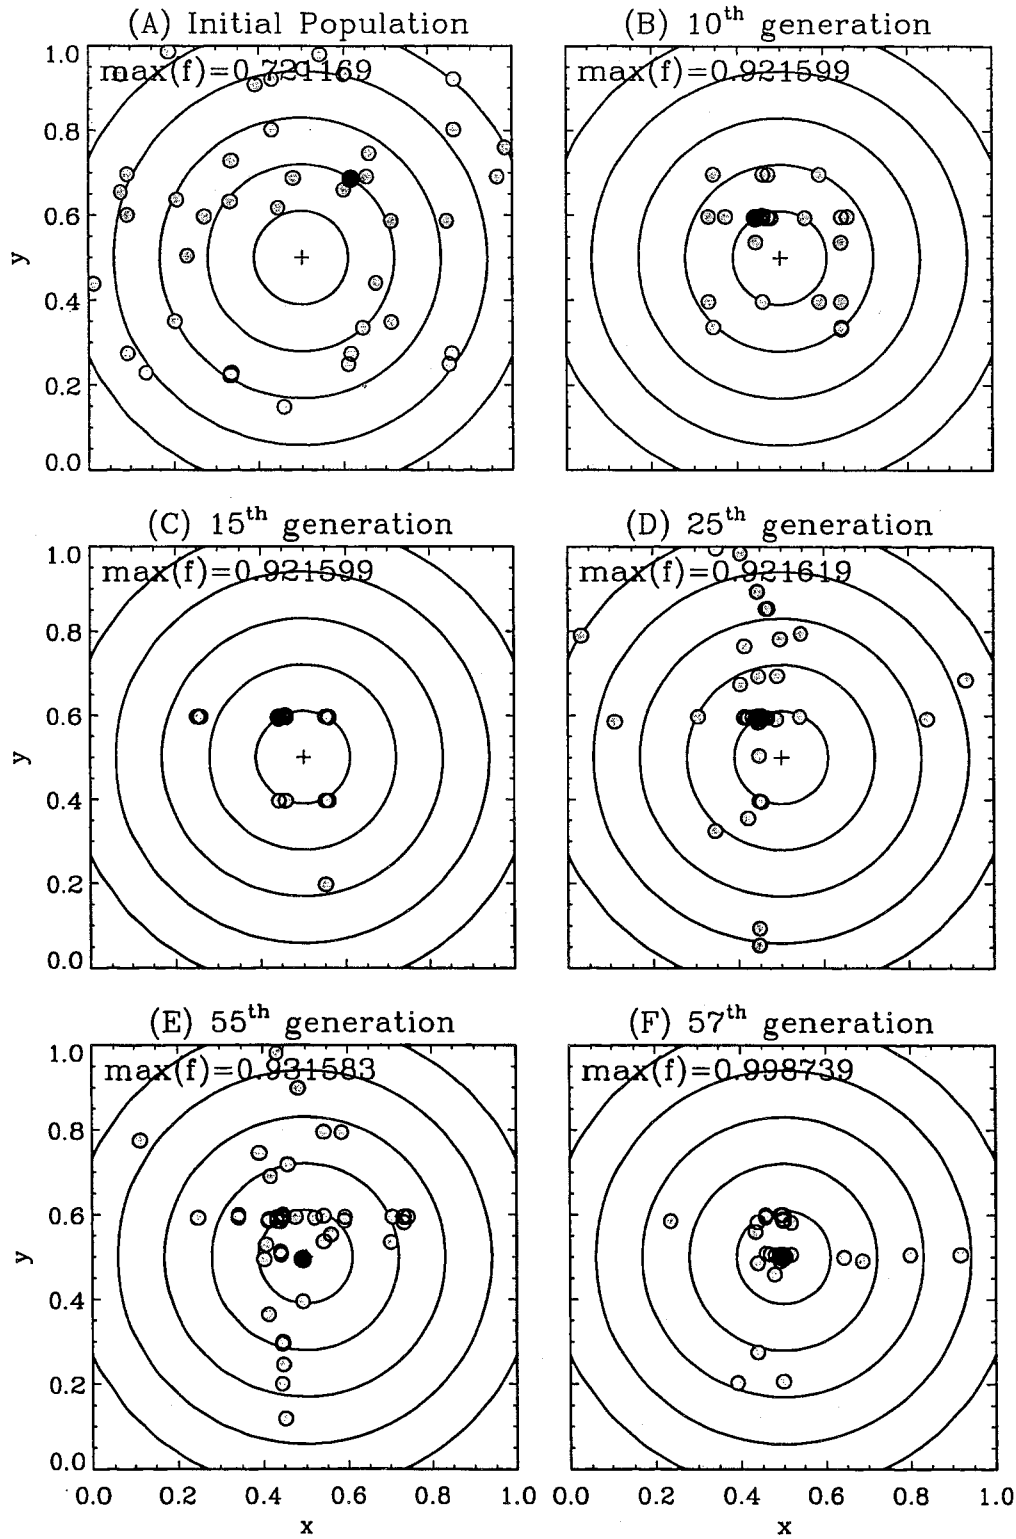 (A) Initial Population
(B) 10th generation
max(f)=0.721169
max(f)=0.921599
1.0
0.8
0.6
0.4
0.2
0.0
y
(C) 15th generation
(D) 25th generation
max(f)=0.921599
max(f)=0.921619
1.0
0.8
0.6
0.4
0.2
0.0
y
(E) 55th generation
(F) 57th generation
max(f)=0.931583
max(f)=0.998739
1.0
0.8
0.6
0.4
0.2
0.0
y
0.0 0.2 0.4 0.6 0.8 1.0 0.0 0.2 0.4 0.6 0.8 1.0
x x